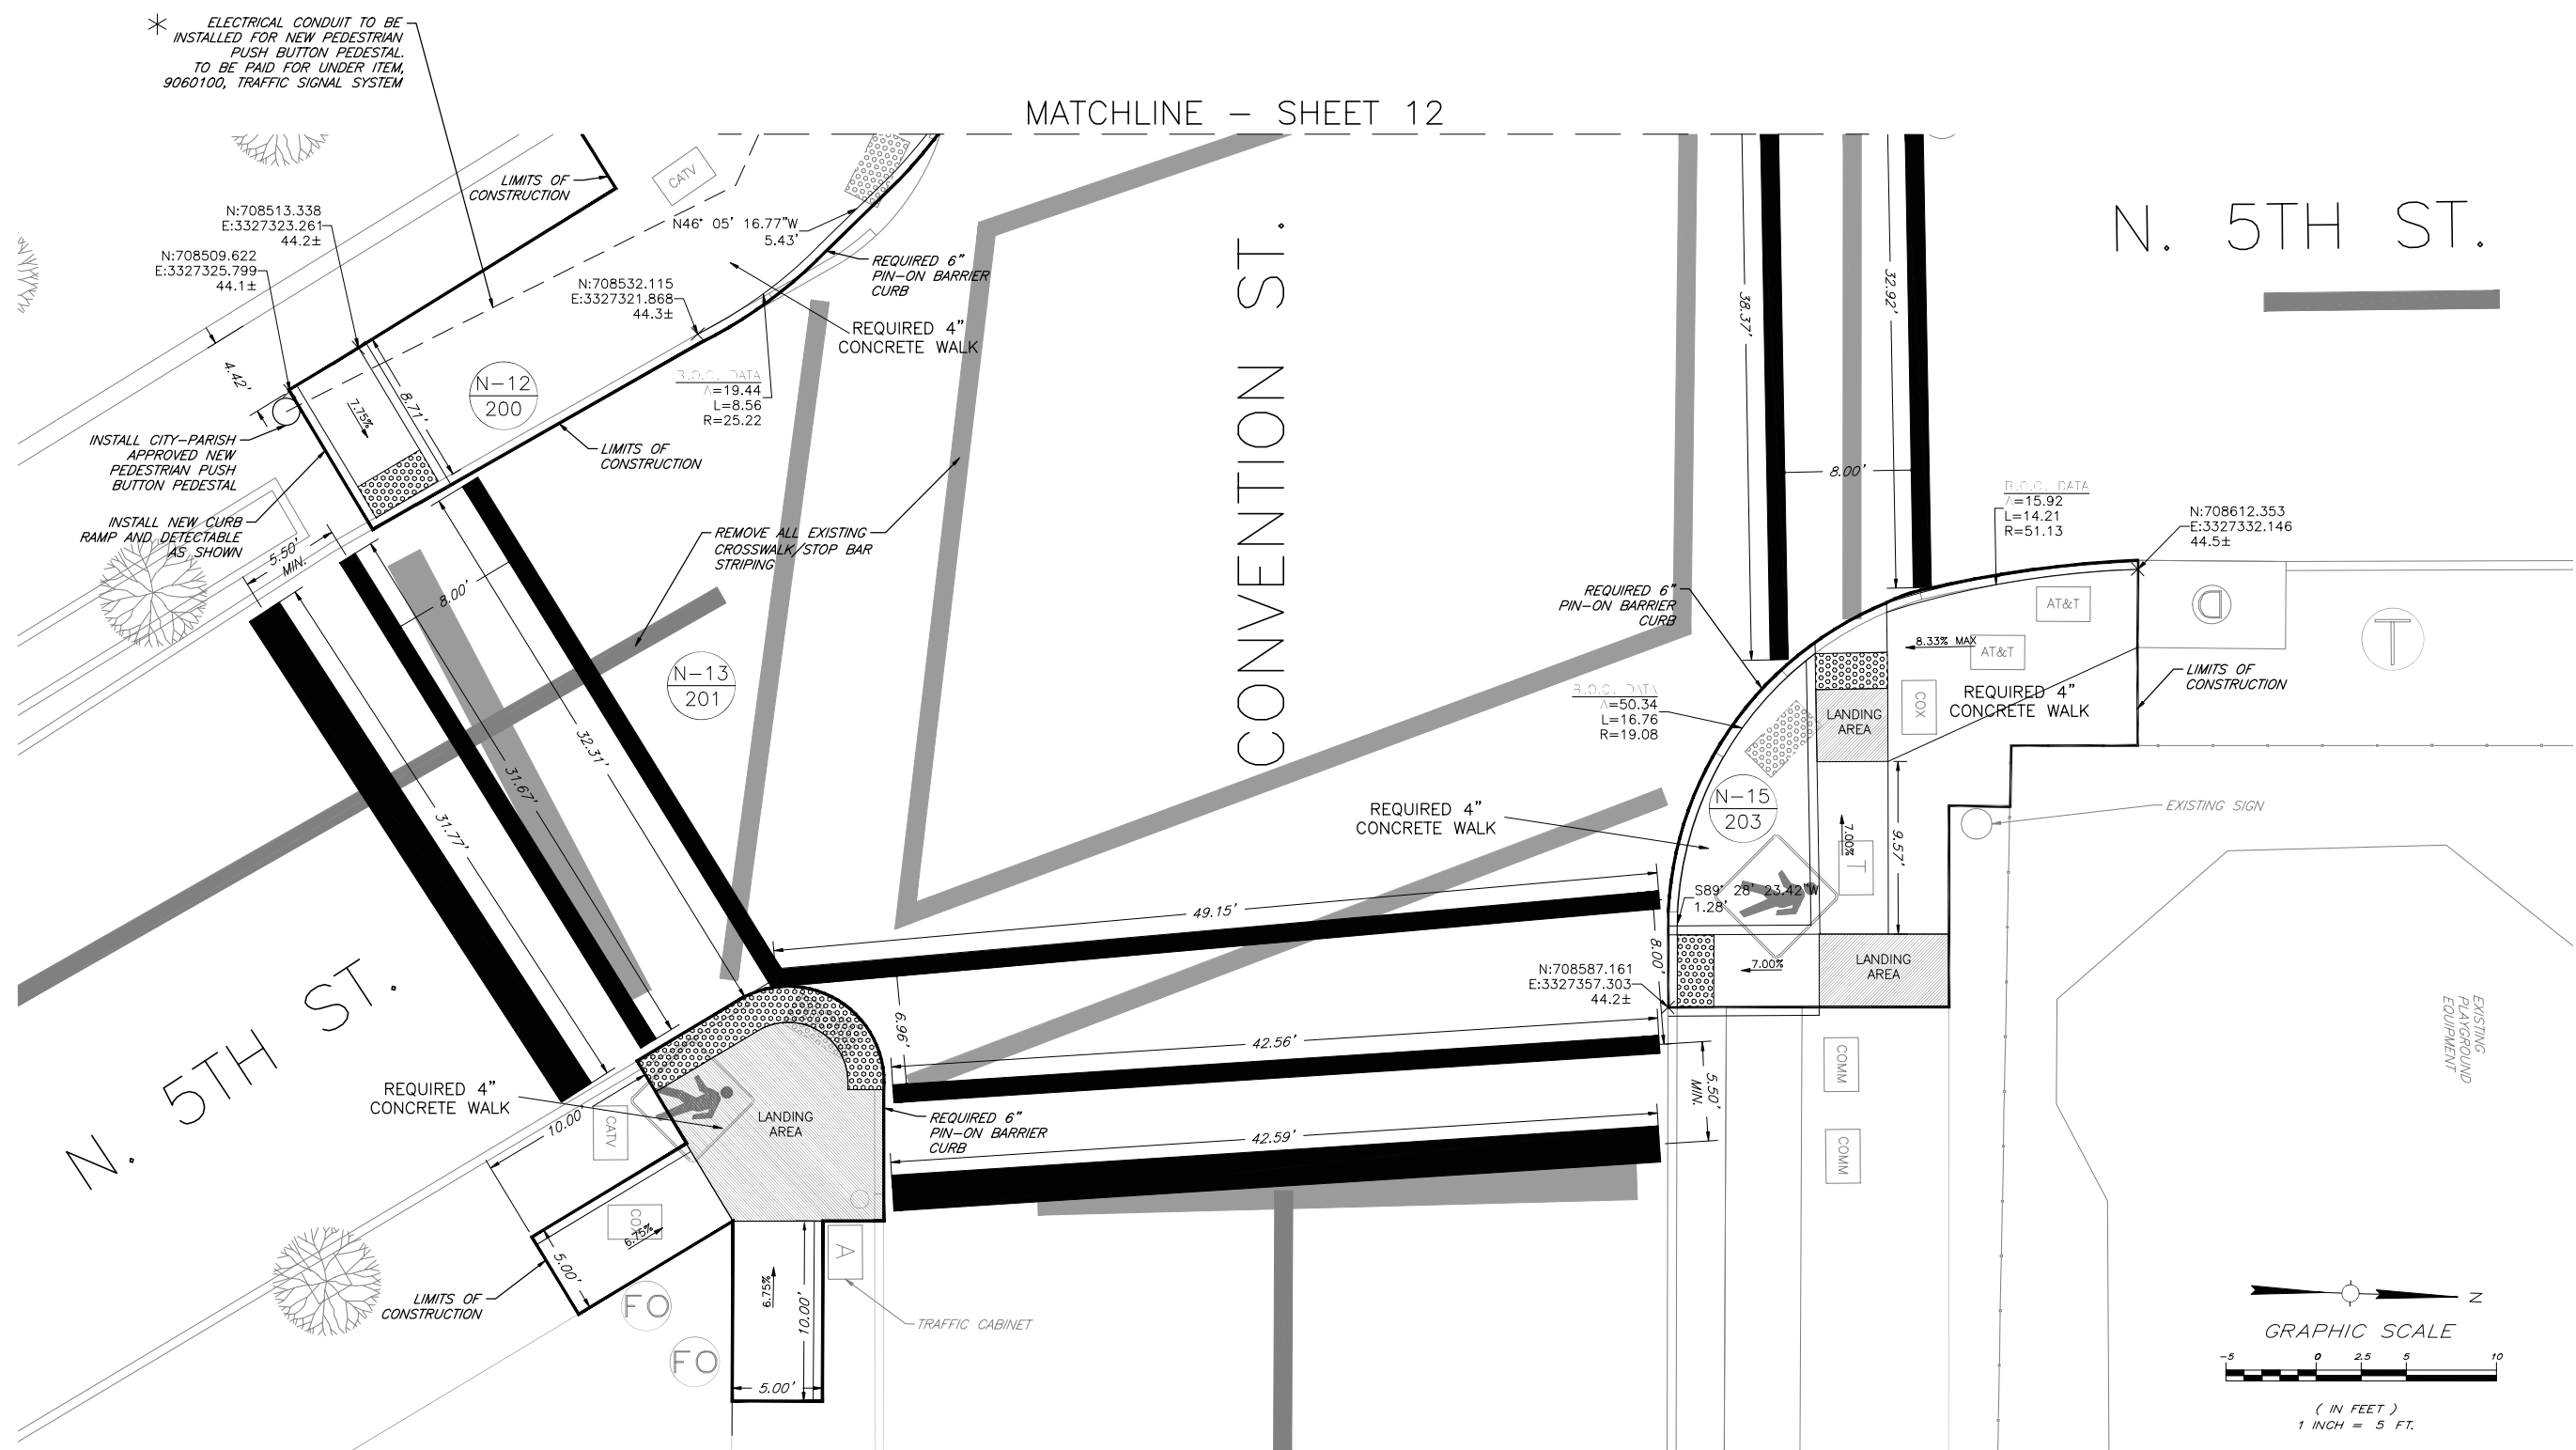 * ELECTRICAL CONDUIT TO BE
INSTALLED FOR NEW PEDESTRIAN
PUSH BUTTON PEDESTAL.
TO BE PAID FOR UNDER ITEM,
9060100, TRAFFIC SIGNAL SYSTEM
MATCHLINE – SHEET 12
LIMITS OF
CONSTRUCTION
CATV
N:708513.338
E:3327323.261
44.2±
N:708509.622
E:3327325.799
44.1±
N46° 05' 16.77"W
5.43'
REQUIRED 6"
PIN-ON BARRIER
CURB
N:708532.115
E:3327321.868
44.3±
REQUIRED 4"
CONCRETE WALK
B.O.C. DATA
Δ=19.44
L=8.56
R=25.22
4.42'
7.75%
8.71'
N-12
200
LIMITS OF
CONSTRUCTION
INSTALL CITY-PARISH
APPROVED NEW
PEDESTRIAN PUSH
BUTTON PEDESTAL
INSTALL NEW CURB
RAMP AND DETECTABLE
AS SHOWN
5.50'
MIN.
REMOVE ALL EXISTING
CROSSWALK/STOP BAR
STRIPING
8.00'
N-13
201
32.31'
31.67'
31.77'
CONVENTION ST.
N. 5TH ST.
38.37'
32.92'
8.00'
B.O.C. DATA
Δ=15.92
L=14.21
R=51.13
N:708612.353
E:3327332.146
44.5±
REQUIRED 6"
PIN-ON BARRIER
CURB
AT&T
8.33% MAX
AT&T
D
T
LIMITS OF
CONSTRUCTION
B.O.C. DATA
Δ=50.34
L=16.76
R=19.08
COX
REQUIRED 4"
CONCRETE WALK
LANDING
AREA
N-15
203
REQUIRED 4"
CONCRETE WALK
EXISTING SIGN
7.00%
T
9.57'
S89° 28' 23.42"W
1.28'
49.15'
8.00'
N:708587.161
E:3327357.303
44.2±
7.00%
LANDING
AREA
N. 5TH ST.
6.96'
42.56'
5.50'
MIN.
COMM
COMM
EXISTING
PLAYGROUND
EQUIPMENT
REQUIRED 4"
CONCRETE WALK
10.00'
CATV
LANDING
AREA
REQUIRED 6"
PIN-ON BARRIER
CURB
42.59'
COX
6.75%
5.00'
LIMITS OF
CONSTRUCTION
FO
FO
6.75%
10.00'
5.00'
A
TRAFFIC CABINET
N
GRAPHIC SCALE
-5 0 2.5 5 10
( IN FEET )
1 INCH = 5 FT.